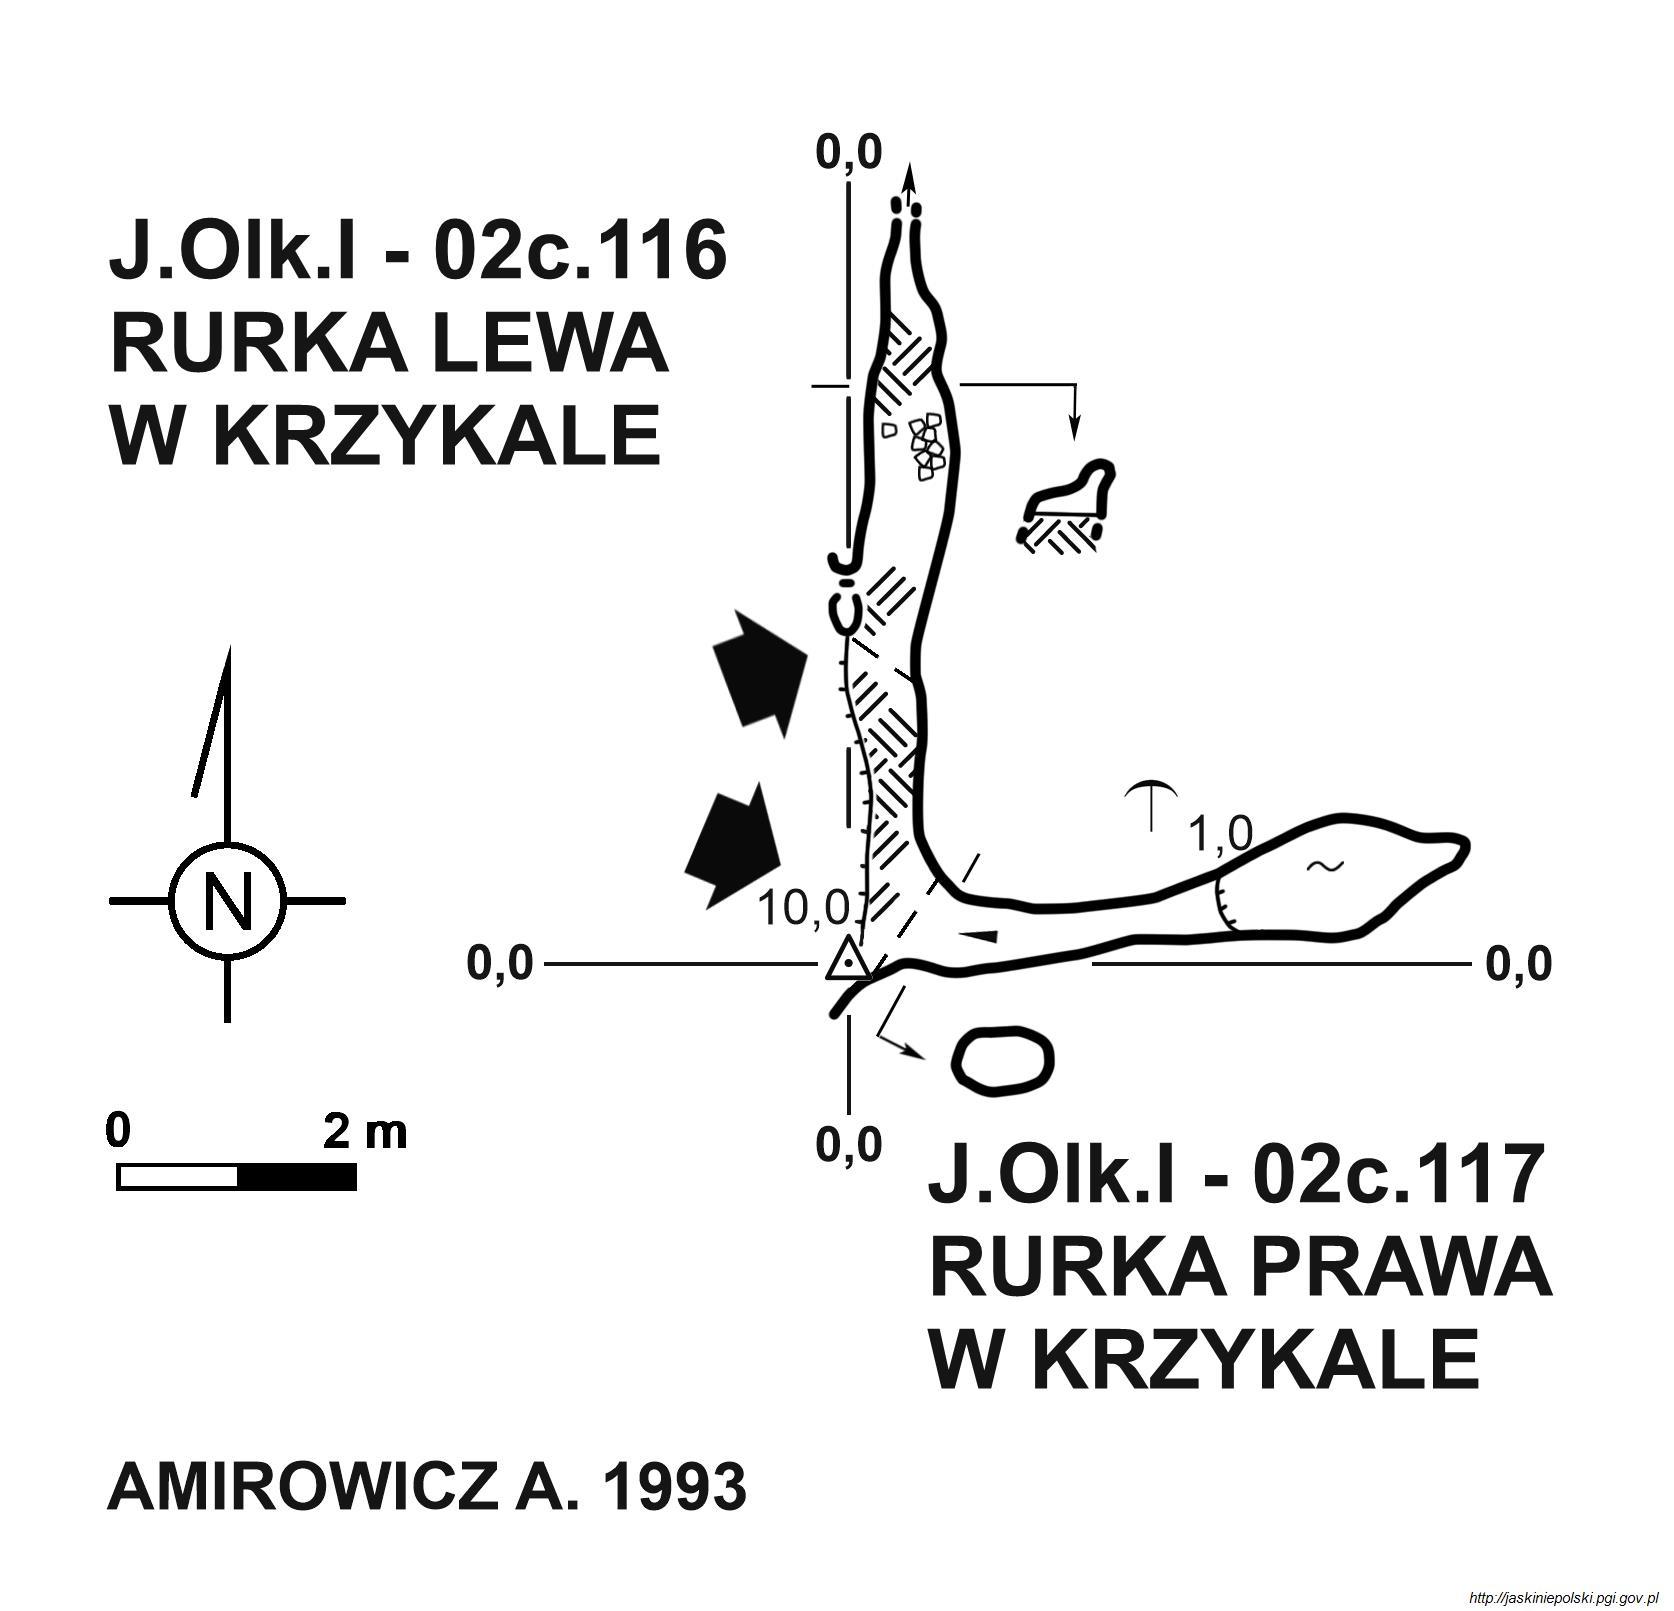 0,0
J.Olk.I - 02c.116
RURKA LEWA
W KRZYKALE
1,0
N
10,0
0,0
0,0
0 2 m
0,0
J.Olk.I - 02c.117
RURKA PRAWA
W KRZYKALE
AMIROWICZ A. 1993
http://jaskiniepolski.pgi.gov.pl